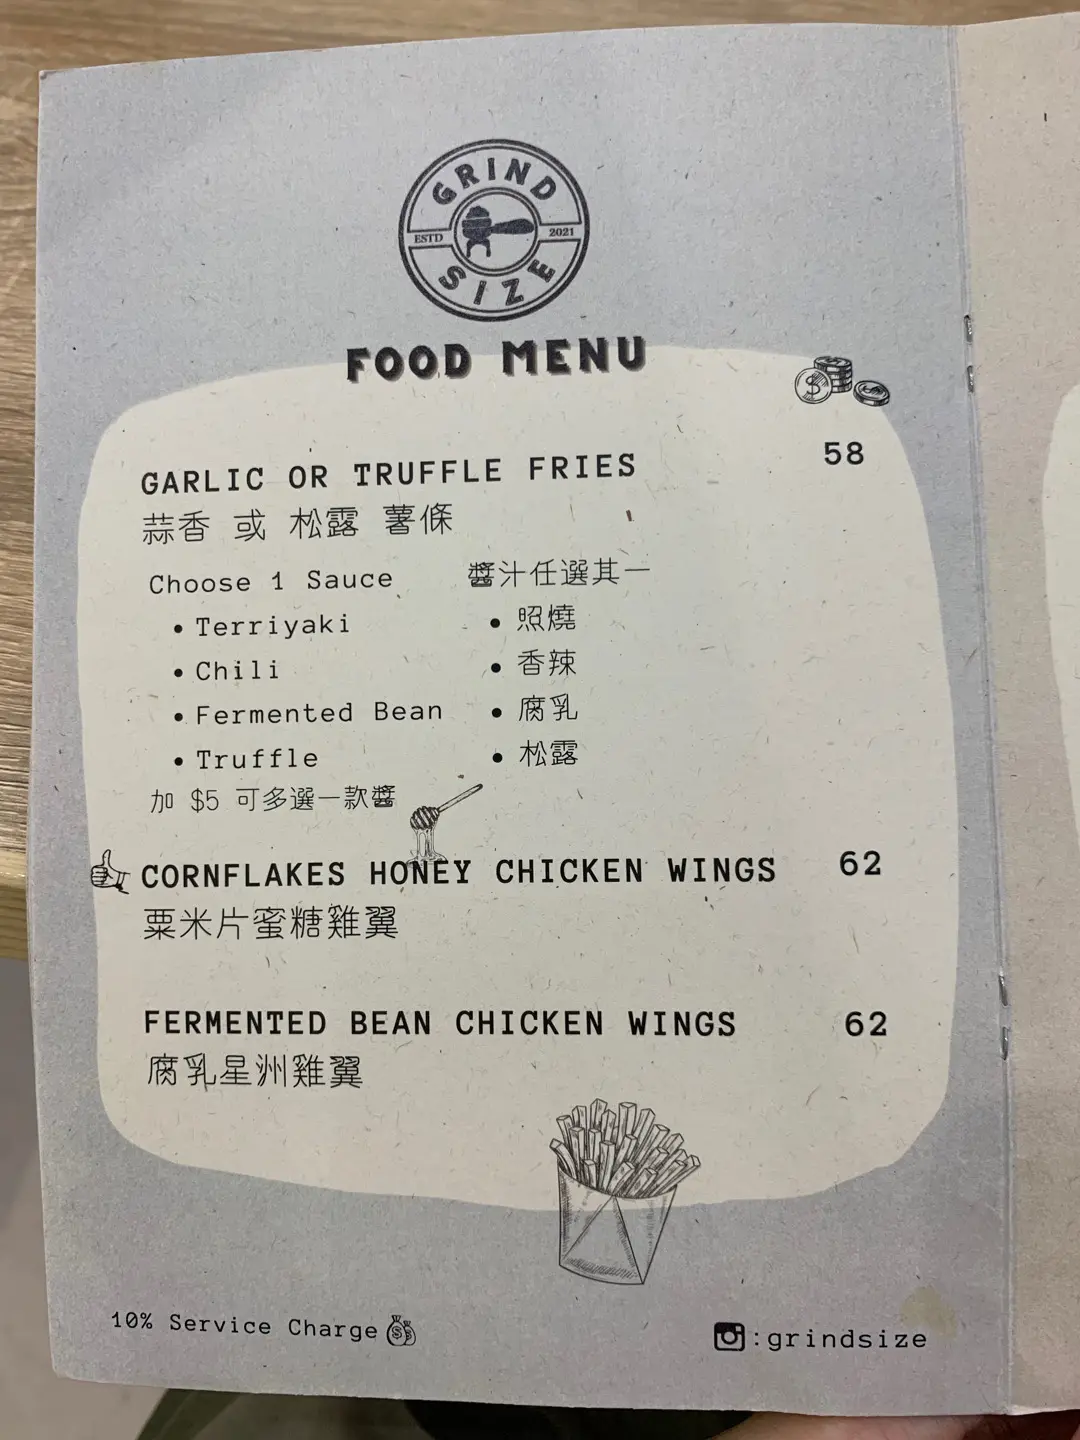 GRIND
ESTD 2021
SIZE
FOOD MENU
GARLIC OR TRUFFLE FRIES 58
蒜香 或 松露 薯條
Choose 1 Sauce 醬汁任選其一
• Terriyaki • 照燒
• Chili • 香辣
• Fermented Bean • 腐乳
• Truffle • 松露
加 $5 可多選一款醬
CORNFLAKES HONEY CHICKEN WINGS 62
粟米片蜜糖雞翼
FERMENTED BEAN CHICKEN WINGS 62
腐乳星洲雞翼
10% Service Charge
:grindsize